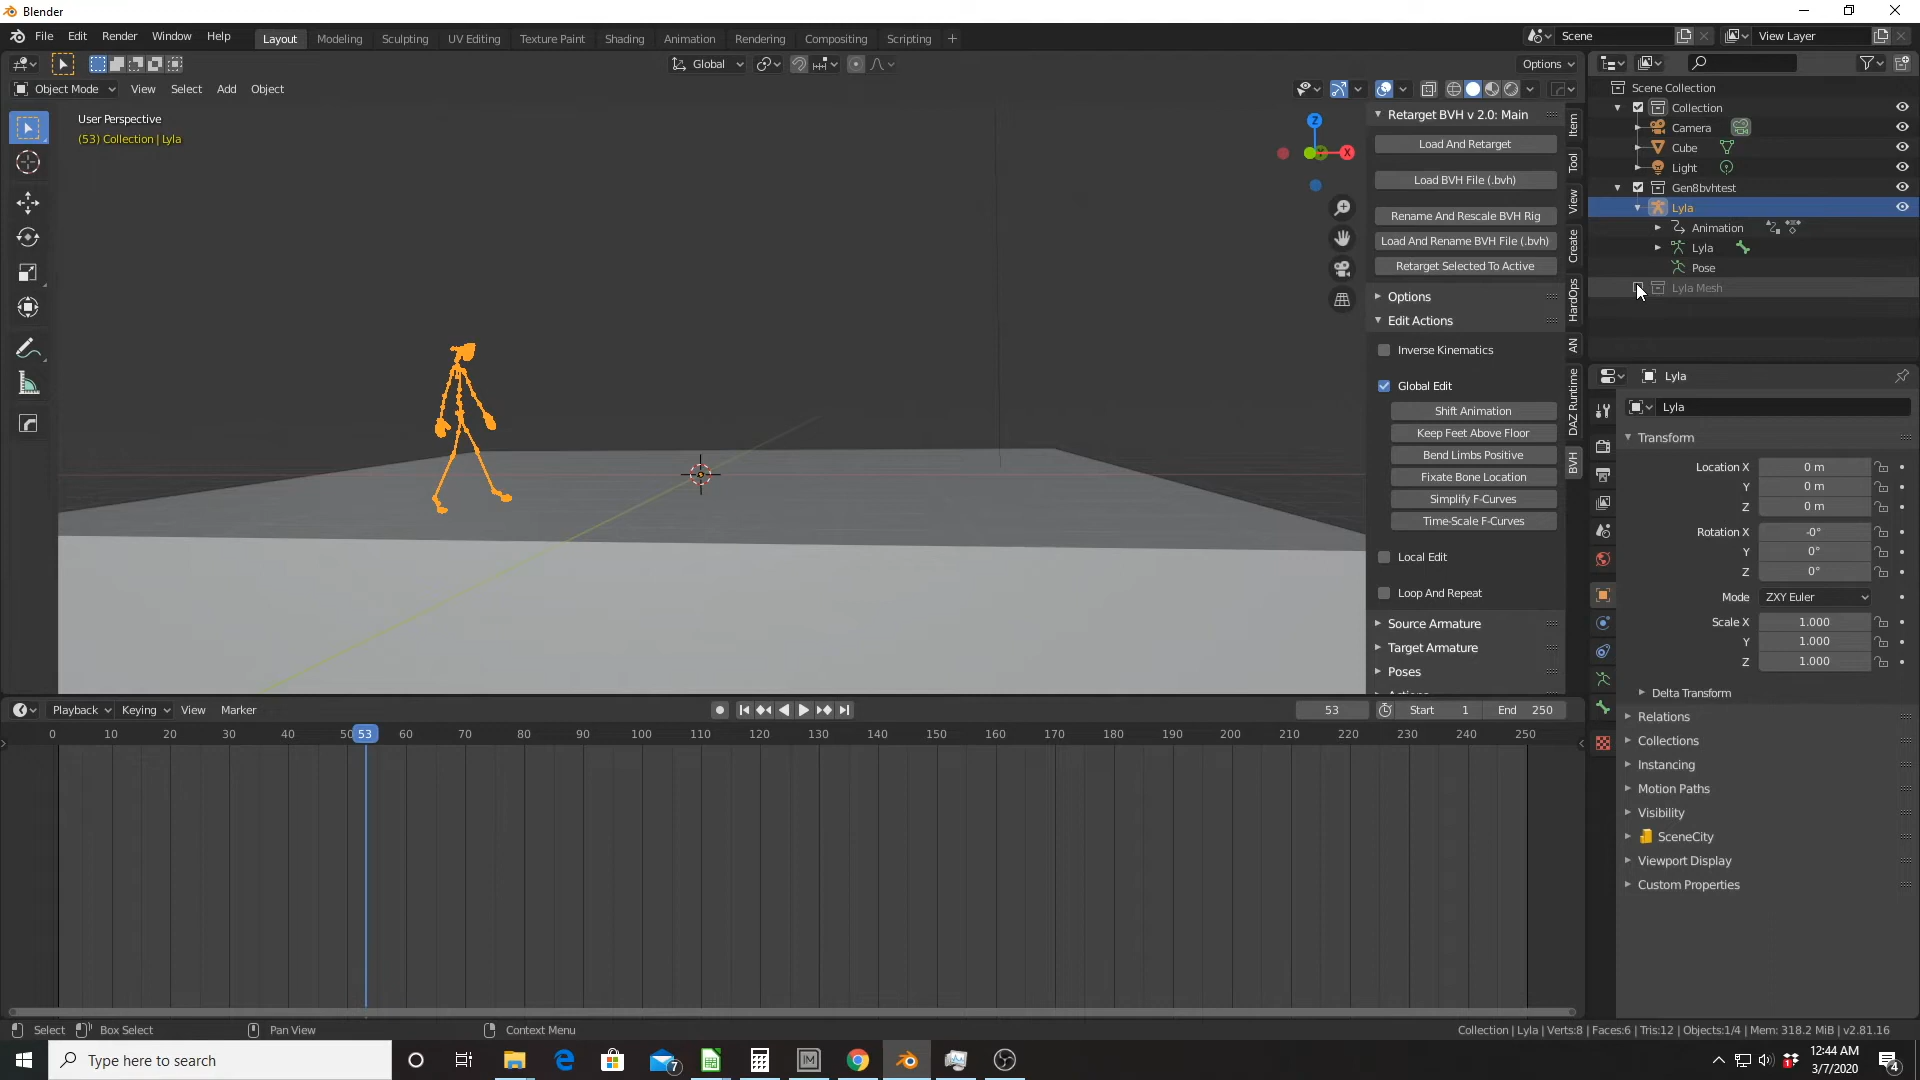 Blender
File Edit Render Window Help
Layout Modeling Sculpting UV Editing Texture Paint Shading Animation Rendering Compositing Scripting +
Scene View Layer
Global Options
Object Mode View Select Add Object
User Perspective
(53) Collection | Lyla
Z
X
Retarget BVH v 2.0: Main
Load And Retarget
Load BVH File (.bvh)
Rename And Rescale BVH Rig
Load And Rename BVH File (.bvh)
Retarget Selected To Active
Options
Edit Actions
Inverse Kinematics
Global Edit
Shift Animation
Keep Feet Above Floor
Bend Limbs Positive
Fixate Bone Location
Simplify F-Curves
Time-Scale F-Curves
Local Edit
Loop And Repeat
Source Armature
Target Armature
Poses
Item
Tool
View
Create
HardOps
AN
DAZ Runtime
BVH
Scene Collection
Collection
Camera
Cube
Light
Gen8bvhtest
Lyla
Animation
Lyla
Pose
Lyla Mesh
Lyla
Lyla
Transform
Location X 0 m
Y 0 m
Z 0 m
Rotation X -0°
Y 0°
Z 0°
Mode ZXY Euler
Scale X 1.000
Y 1.000
Z 1.000
Delta Transform
Relations
Collections
Instancing
Motion Paths
Visibility
SceneCity
Viewport Display
Custom Properties
Playback Keying View Marker 53 Start 1 End 250
0 10 20 30 40 50 53 60 70 80 90 100 110 120 130 140 150 160 170 180 190 200 210 220 230 240 250
Select Box Select Pan View Context Menu Collection | Lyla | Verts:8 | Faces:6 | Tris:12 | Objects:1/4 | Mem: 318.2 MiB | v2.81.16
Type here to search
7
1
12:44 AM
3/7/2020
4